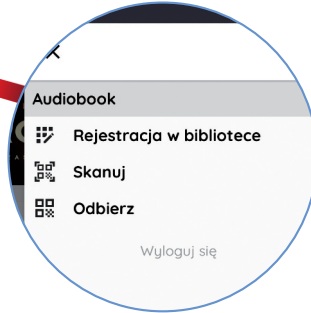 Audiobook
Rejestracja w bibliotece
Skanuj
Odbierz
Wyloguj się